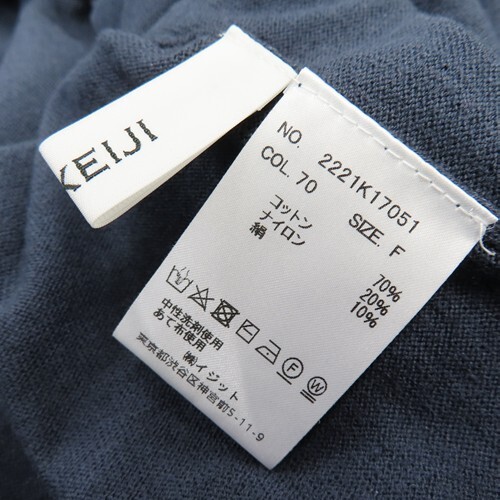 KEIJI
NO. 2221K17051
COL. 70 SIZE. F
コットン 70%
ナイロン 20%
絹 10%
中性洗剤使用
あて布使用
㈱イジット
東京都渋谷区神宮前5-11-9